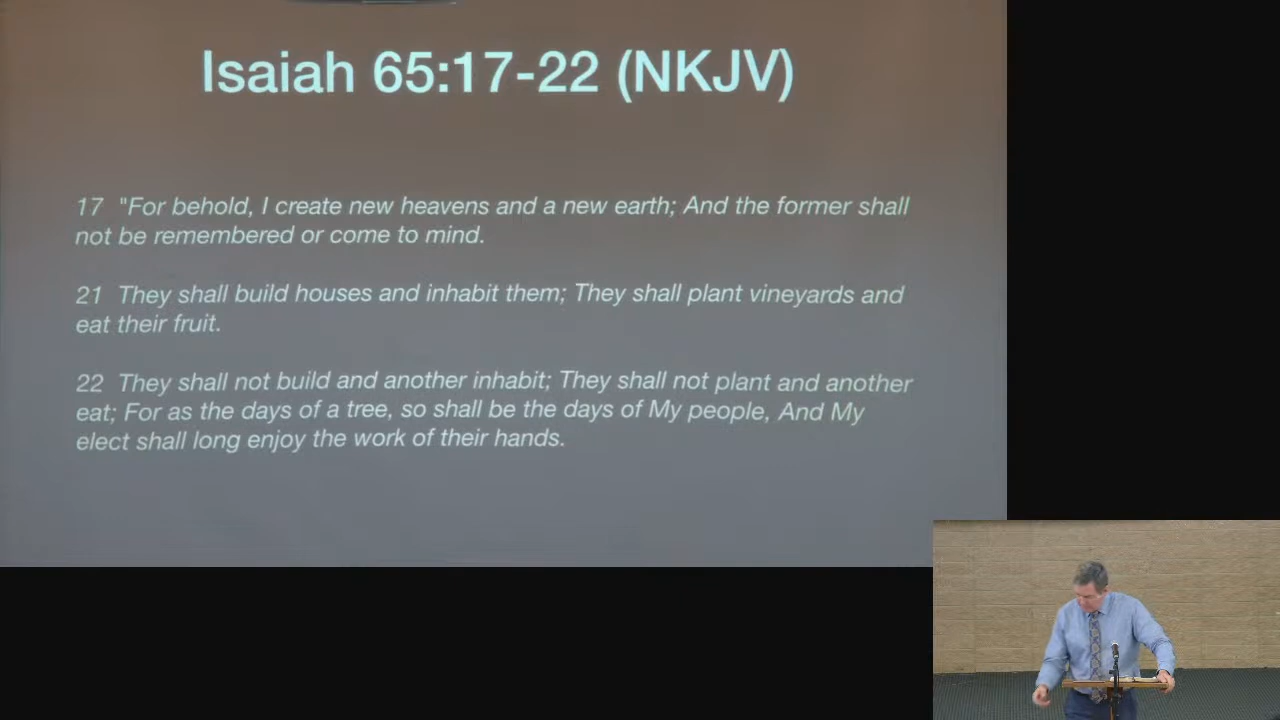 Isaiah 65:17-22 (NKJV)
17 "For behold, I create new heavens and a new earth; And the former shall
not be remembered or come to mind.
21 They shall build houses and inhabit them; They shall plant vineyards and
eat their fruit.
22 They shall not build and another inhabit; They shall not plant and another
eat; For as the days of a tree, so shall be the days of My people, And My
elect shall long enjoy the work of their hands.